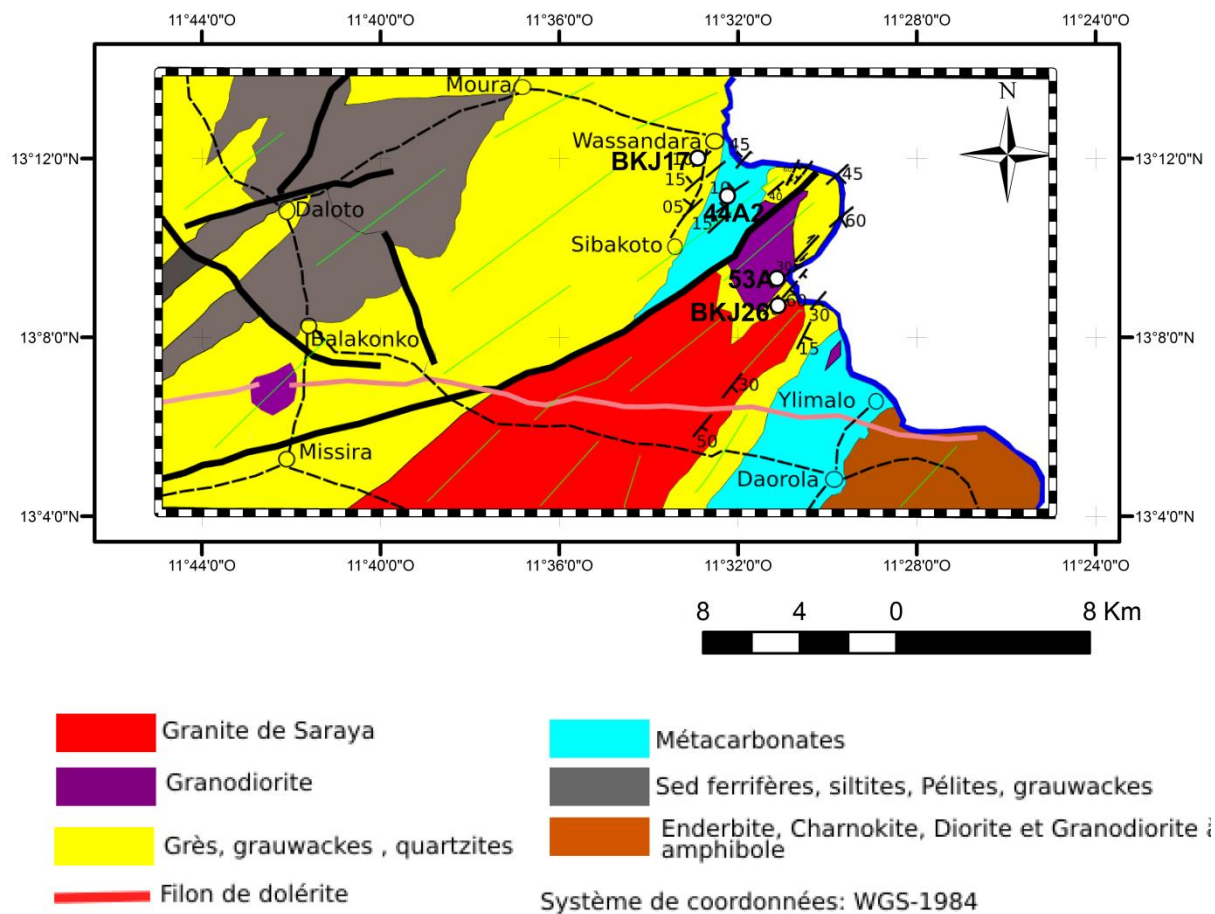 11°44'0"O 11°40'0"O 11°36'0"O 11°32'0"O 11°28'0"O 11°24'0"O
Moura
N
Wassandara 45
13°12'0"N 13°12'0"N
BKJ17
15 10 40 45
05 44A2
Daloto 15 60
Sibakoto
53A 30
60
BKJ26 30
13°8'0"N 13°8'0"N
Balakonko 15
30 Ylimalo
50
Missira
Daorola
13°4'0"N 13°4'0"N
11°44'0"O 11°40'0"O 11°36'0"O 11°32'0"O 11°28'0"O 11°24'0"O
8 4 0 8 Km
Granite de Saraya
Métacarbonates
Granodiorite
Sed ferrifères, siltites, Pélites, grauwackes
Grès, grauwackes , quartzites
Enderbite, Charnokite, Diorite et Granodiorite à
amphibole
Filon de dolérite
Système de coordonnées: WGS-1984